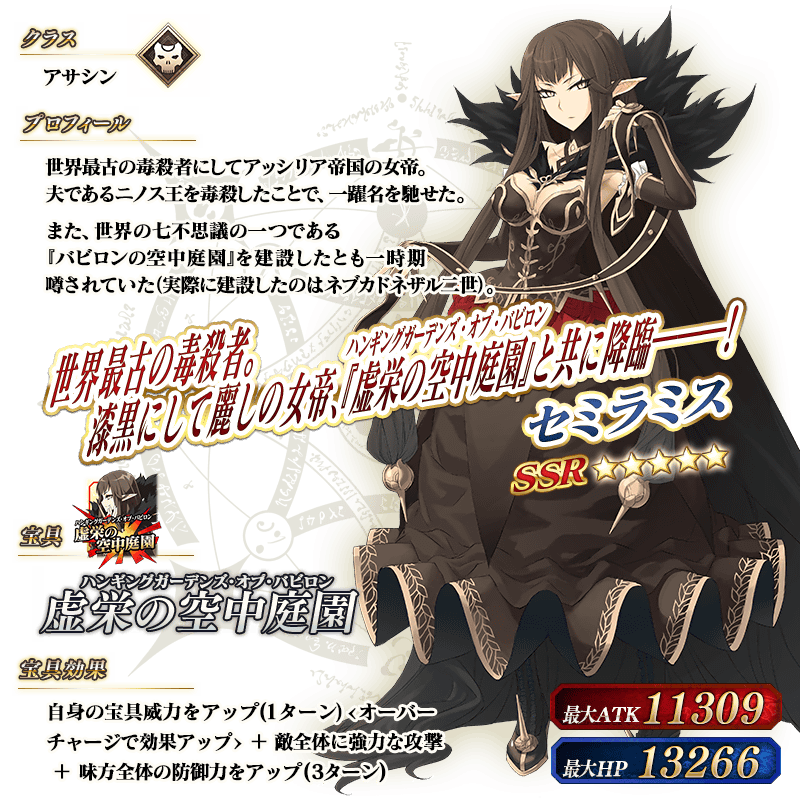 クラス
アサシン
プロフィール
世界最古の毒殺者にしてアッシリア帝国の女帝。
夫であるニノス王を毒殺したことで、一躍名を馳せた。
また、世界の七不思議の一つである
『バビロンの空中庭園』を建設したとも一時期
噂されていた(実際に建設したのはネブカドネザル二世)。
世界最古の毒殺者。
ハンギングガーデンズ・オブ・バビロン
漆黒にして麗しの女帝、『虚栄の空中庭園』と共に降臨――!
セミラミス
SSR
宝具
ハンギングガーデンズ・オブ・バビロン
虚栄の
空中庭園
ハンギングガーデンズ・オブ・バビロン
虚栄の空中庭園
宝具効果
自身の宝具威力をアップ(1ターン)<オーバー
チャージで効果アップ> + 敵全体に強力な攻撃
+ 味方全体の防御力をアップ(3ターン)
最大ATK 11309
最大HP 13266